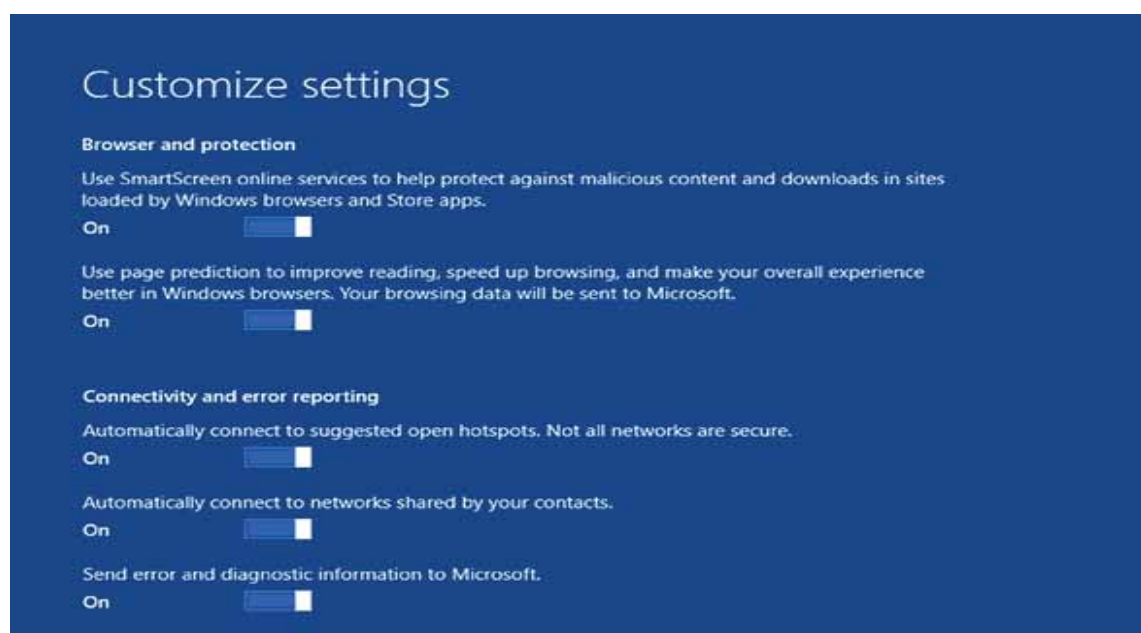 Customize settings
Browser and protection
Use SmartScreen online services to help protect against malicious content and downloads in sites
loaded by Windows browsers and Store apps.
On
Use page prediction to improve reading, speed up browsing, and make your overall experience
better in Windows browsers. Your browsing data will be sent to Microsoft.
On
Connectivity and error reporting
Automatically connect to suggested open hotspots. Not all networks are secure.
On
Automatically connect to networks shared by your contacts.
On
Send error and diagnostic information to Microsoft.
On